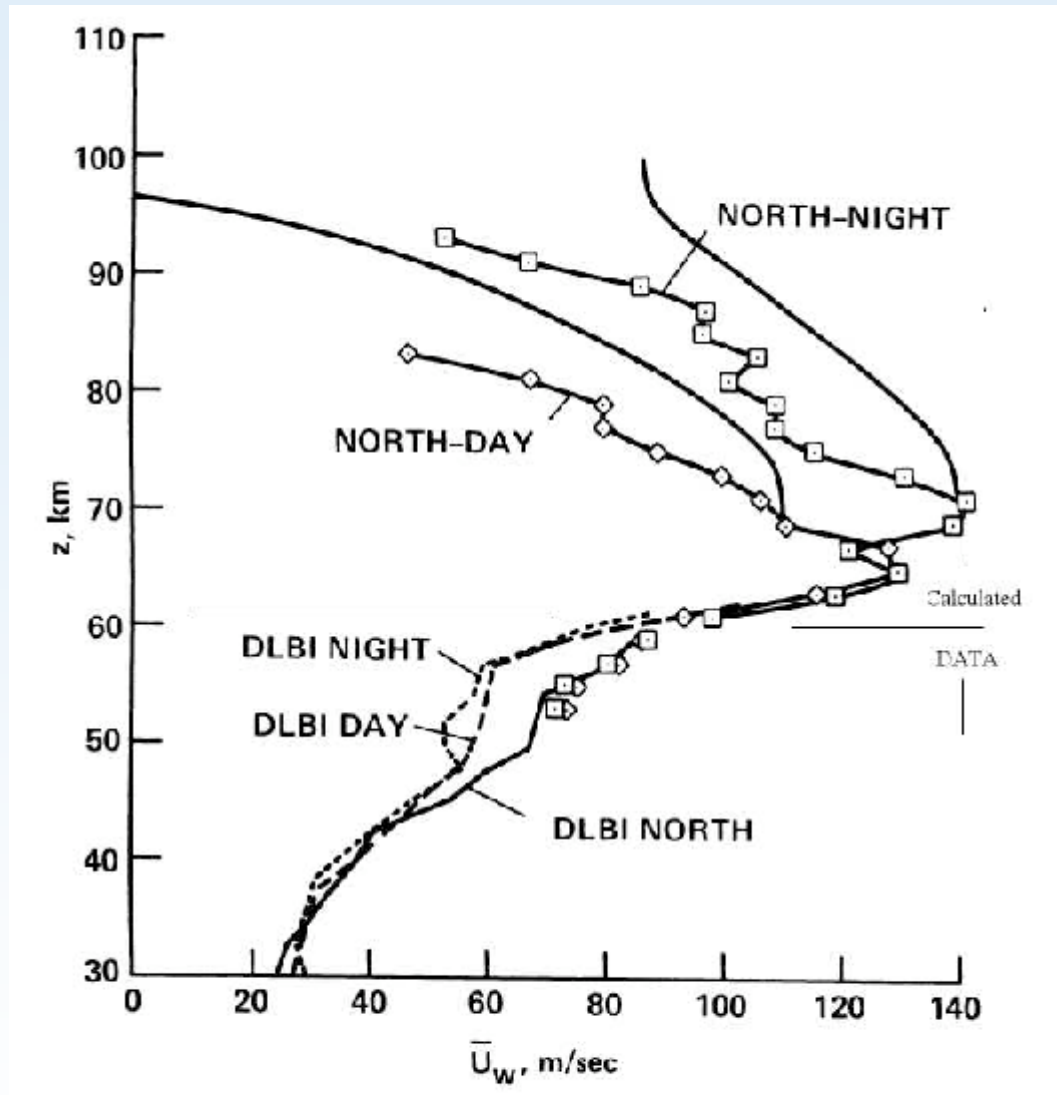 110
100
90
80
70
60
50
40
30
z, km
NORTH–NIGHT
NORTH–DAY
Calculated
DATA
DLBI NIGHT
DLBI DAY
DLBI NORTH
0 20 40 60 80 100 120 140
U̅w, m/sec